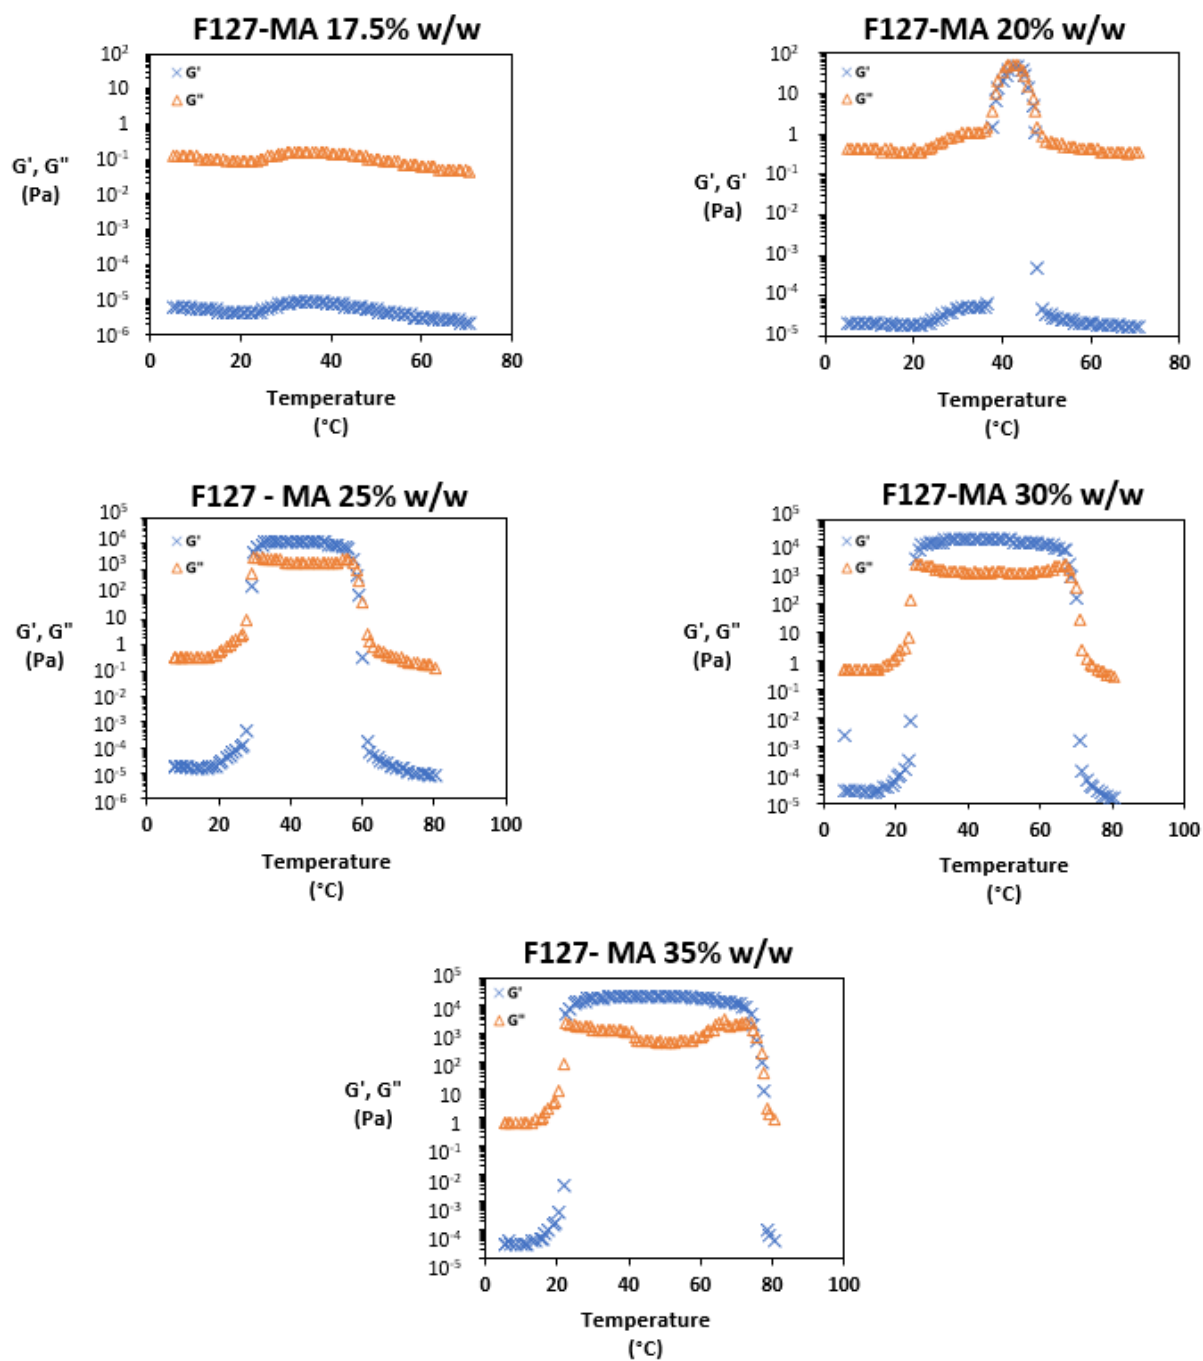 F127-MA 17.5% w/w
G'
G"
10²
10
1
10⁻¹
10⁻²
10⁻³
10⁻⁴
10⁻⁵
10⁻⁶
G', G"
(Pa)
0 20 40 60 80
Temperature
(°C)
F127-MA 20% w/w
G'
G"
10²
10
1
10⁻¹
10⁻²
10⁻³
10⁻⁴
10⁻⁵
G', G'
(Pa)
0 20 40 60 80
Temperature
(°C)
F127 - MA 25% w/w
G'
G"
10⁵
10⁴
10³
10²
10
1
10⁻¹
10⁻²
10⁻³
10⁻⁴
10⁻⁵
10⁻⁶
G', G"
(Pa)
0 20 40 60 80 100
Temperature
(°C)
F127-MA 30% w/w
G'
G"
10⁵
10⁴
10³
10²
10
1
10⁻¹
10⁻²
10⁻³
10⁻⁴
10⁻⁵
G', G"
(Pa)
0 20 40 60 80 100
Temperature
(°C)
F127- MA 35% w/w
G'
G"
10⁵
10⁴
10³
10²
10
1
10⁻¹
10⁻²
10⁻³
10⁻⁴
10⁻⁵
G', G"
(Pa)
0 20 40 60 80 100
Temperature
(°C)